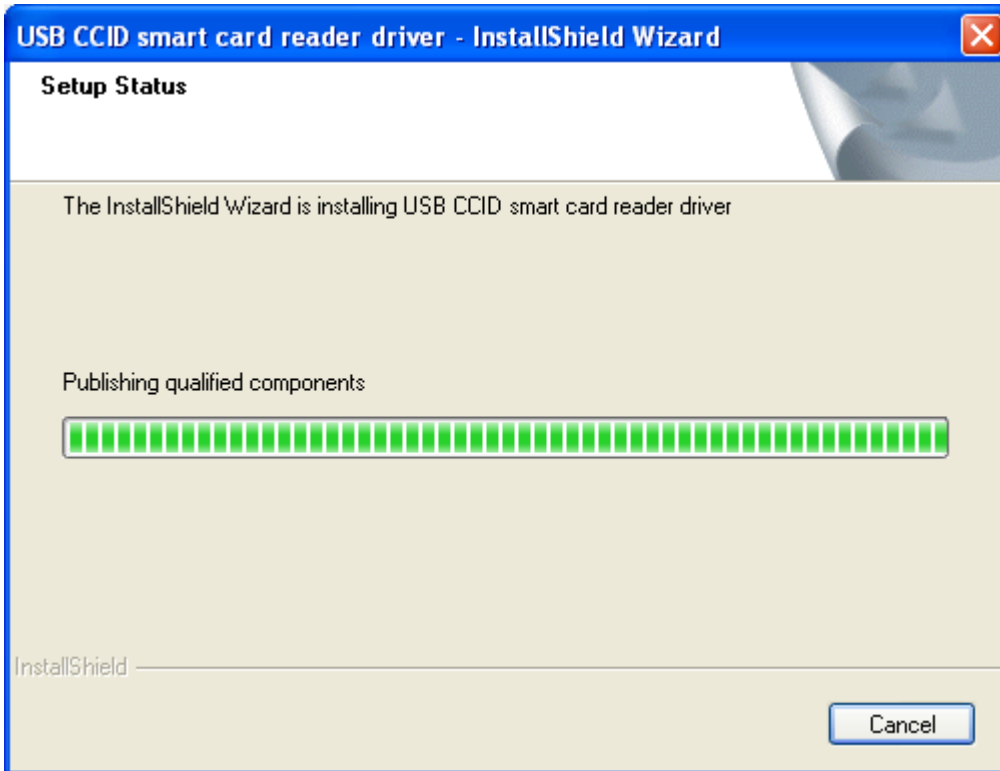 USB CCID smart card reader driver - InstallShield Wizard
Setup Status
The InstallShield Wizard is installing USB CCID smart card reader driver
Publishing qualified components
InstallShield
Cancel